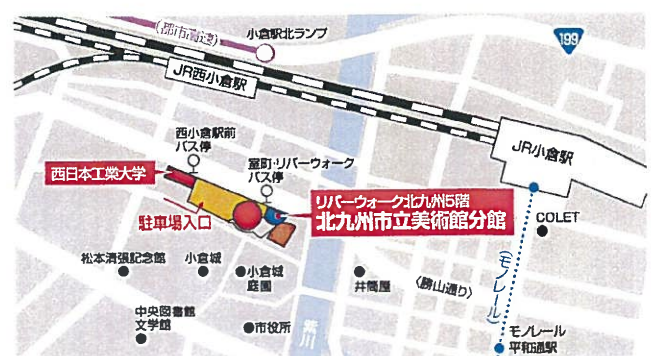 (都市高速)
小倉駅北ランプ
199
JR西小倉駅
西小倉駅前
バス停
JR小倉駅
室町・リバーウォーク
バス停
西日本工業大学
リバーウォーク北九州5階
北九州市立美術館分館
駐車場入口
COLET
松本清張記念館
小倉城
小倉城
庭園
井筒屋
〈勝山通り〉
(モノレール)
中央図書館
文学館
市役所
紫川
モノレール
平和通駅